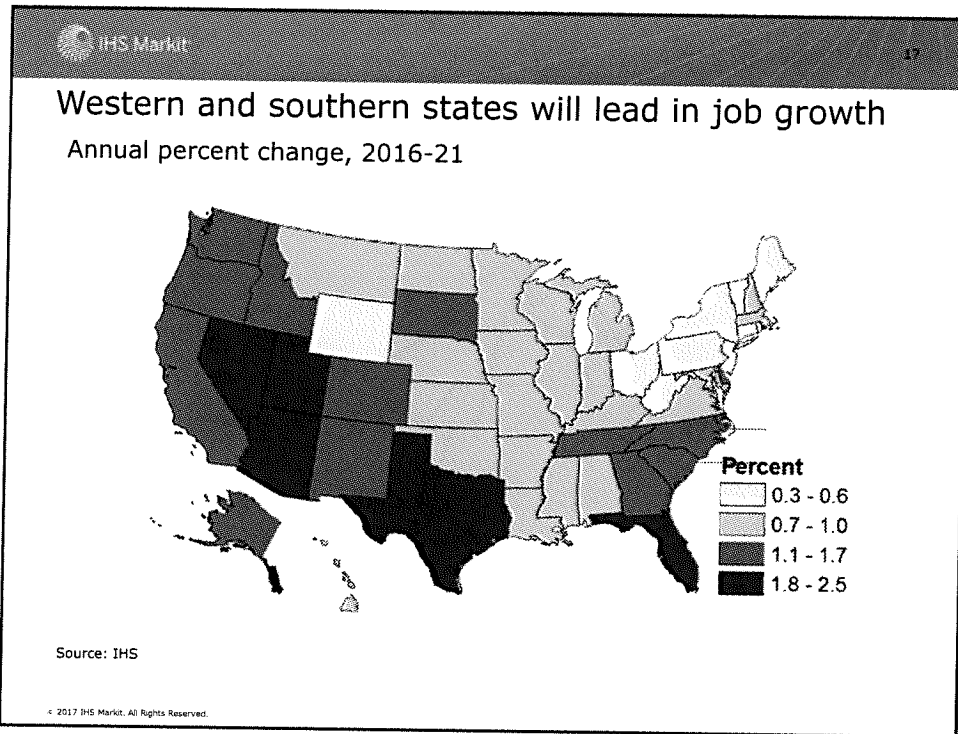 IHS Markit
17
Western and southern states will lead in job growth
Annual percent change, 2016-21
Percent
0.3 - 0.6
0.7 - 1.0
1.1 - 1.7
1.8 - 2.5
Source: IHS
© 2017 IHS Markit. All Rights Reserved.